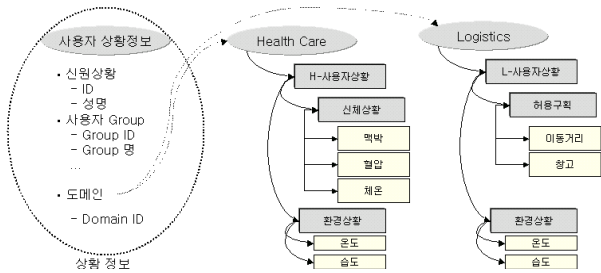 사용자 상황정보
• 신원상황
– ID
– 성명
• 사용자 Group
– Group ID
– Group 명
...
• 도메인
– Domain ID
상황 정보
Health Care
H-사용자상황
신체상황
맥박
혈압
체온
환경상황
온도
습도
Logistics
L-사용자상황
허용구획
이동거리
창고
환경상황
온도
습도